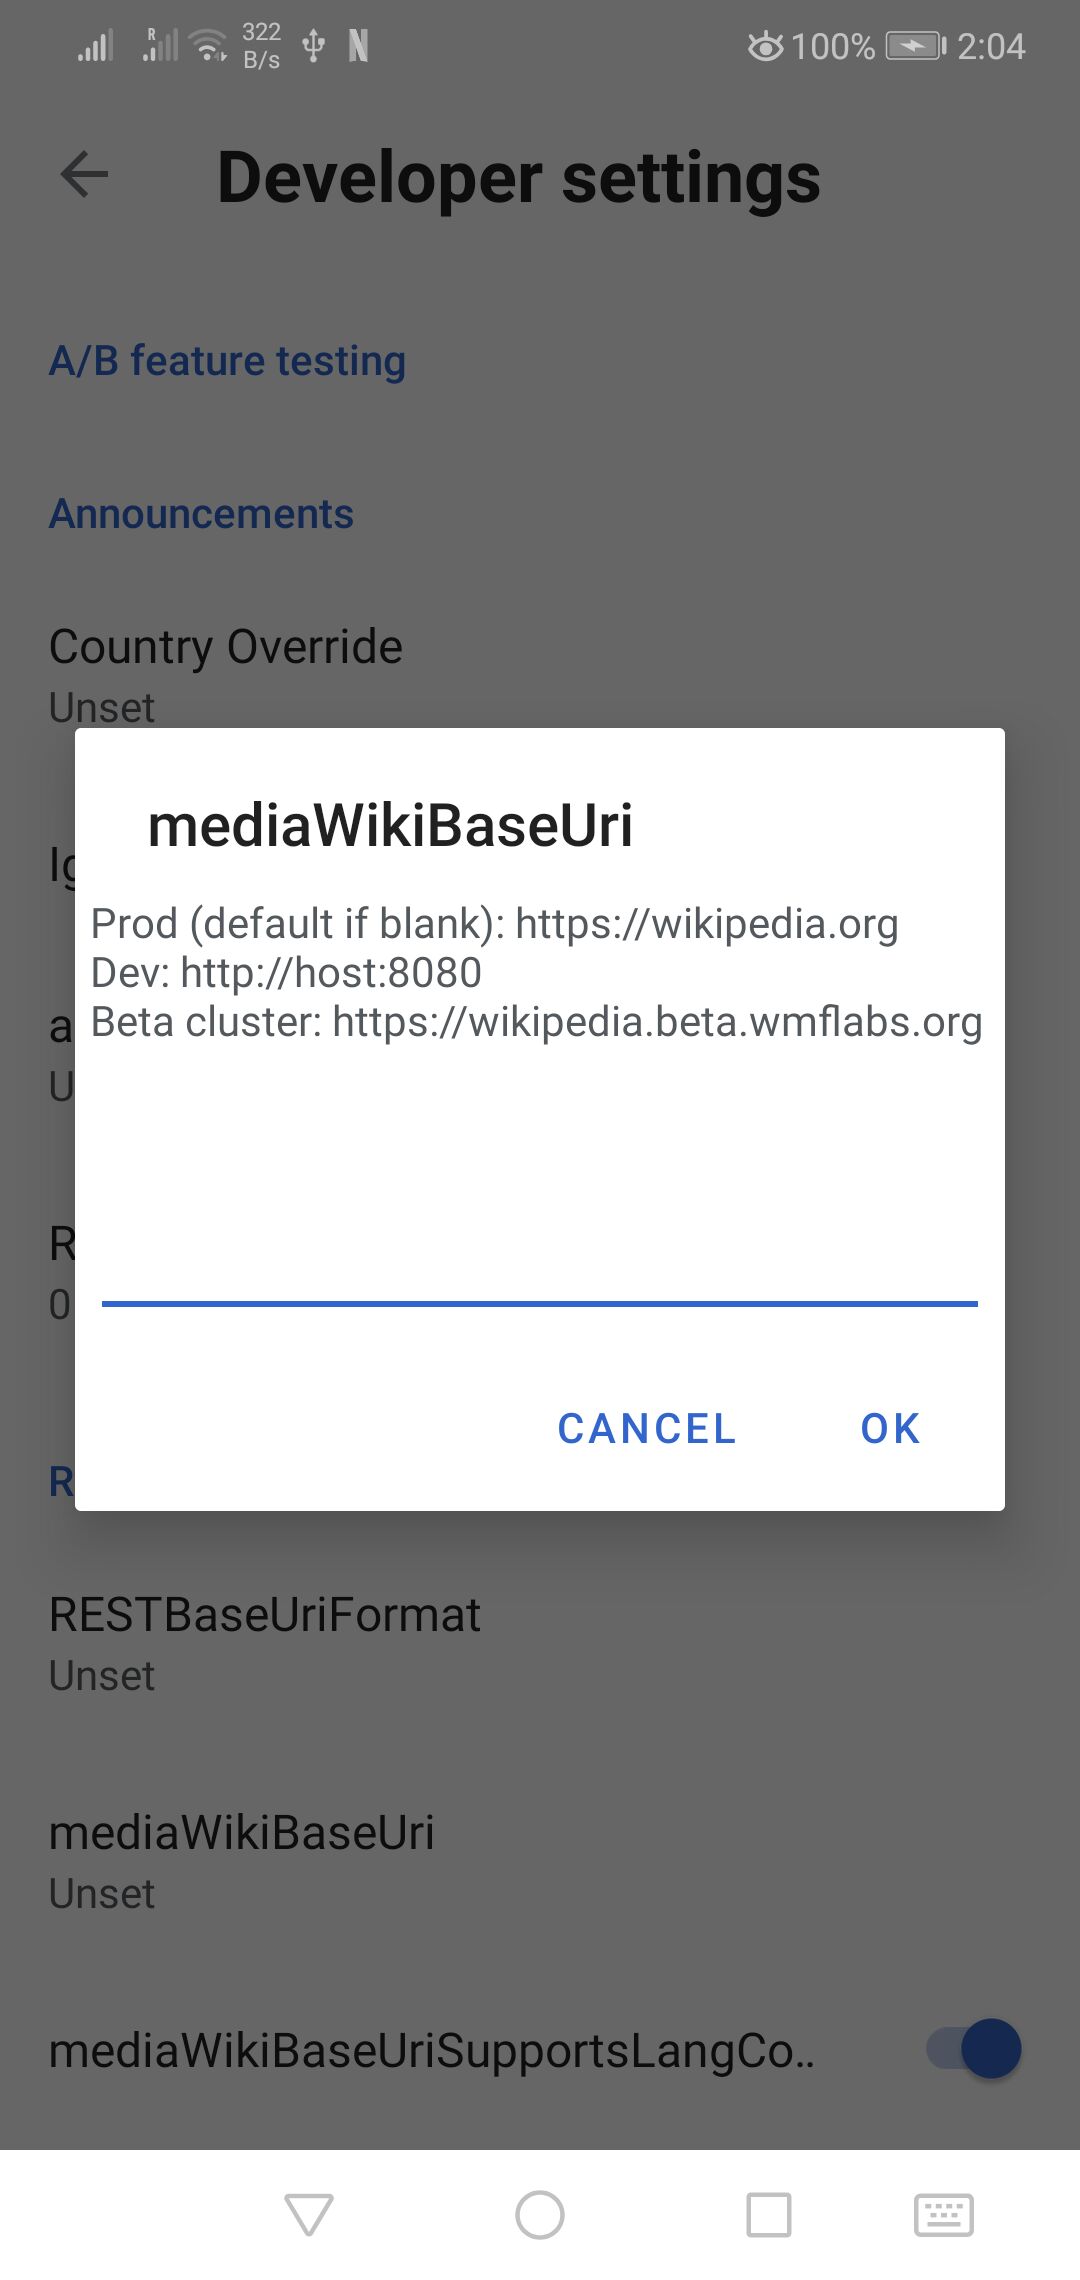 R
322
B/s
100%
2:04
Developer settings
A/B feature testing
Announcements
Country Override
Unset
mediaWikiBaseUri
Prod (default if blank): https://wikipedia.org
Dev: http://host:8080
Beta cluster: https://wikipedia.beta.wmflabs.org
CANCEL
OK
RESTBaseUriFormat
Unset
mediaWikiBaseUri
Unset
mediaWikiBaseUriSupportsLangCo..